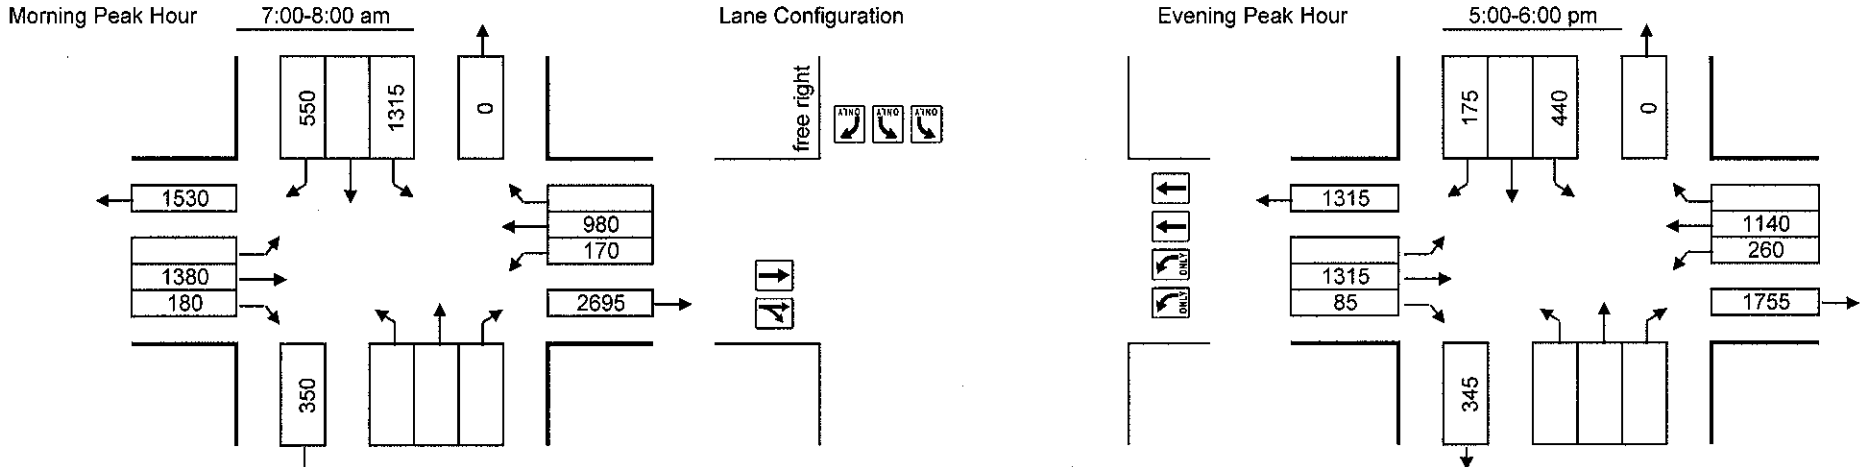 Morning Peak Hour 7:00-8:00 am
550 1315 0
1530
980
170
1380
180
2695
350
Lane Configuration
free right
ONLY ONLY ONLY
ONLY
ONLY
Evening Peak Hour 5:00-6:00 pm
175 440 0
1315
1140
260
1315
85
1755
345